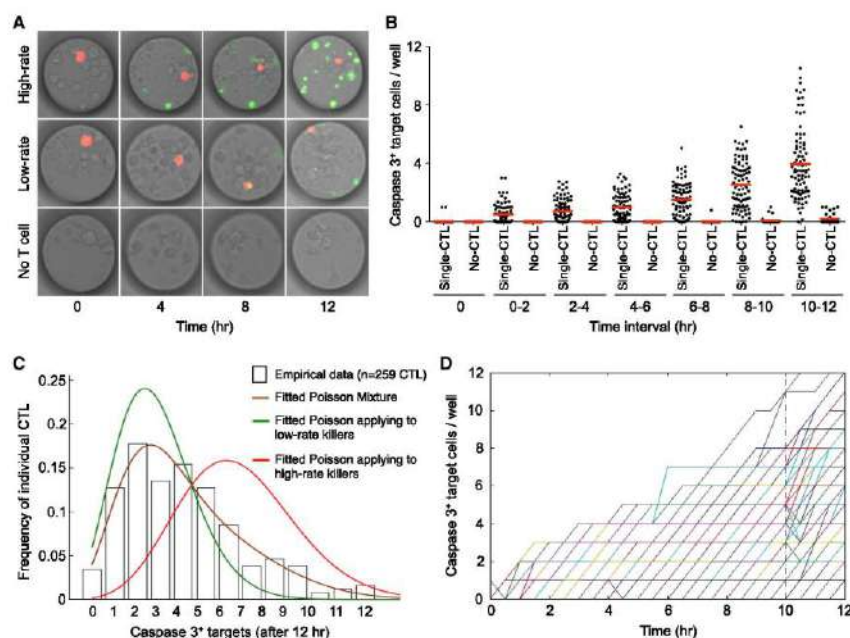 A
High-rate
Low-rate
No T cell
0 4 8 12
Time (hr)
B
Caspase 3⁺ target cells / well
12
8
4
0
Single-CTL No-CTL Single-CTL No-CTL Single-CTL No-CTL Single-CTL No-CTL Single-CTL No-CTL Single-CTL No-CTL Single-CTL No-CTL
0 0-2 2-4 4-6 6-8 8-10 10-12
Time interval (hr)
C
Frequency of individual CTL
0.25
0.20
0.15
0.10
0.05
0
Empirical data (n=259 CTL)
Fitted Poisson Mixture
Fitted Poisson applying to
low-rate killers
Fitted Poisson applying to
high-rate killers
0 1 2 3 4 5 6 7 8 9 10 11 12
Caspase 3⁺ targets (after 12 hr)
D
Caspase 3⁺ target cells / well
12
10
8
6
4
2
0
0 2 4 6 8 10 12
Time (hr)